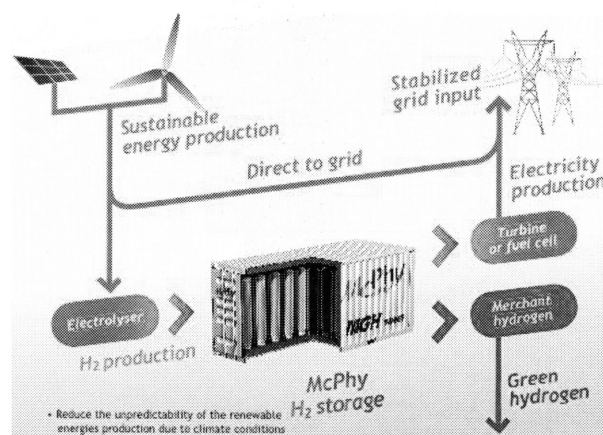 Stabilized
grid input
Sustainable
energy production
Direct to grid
Electricity
production
Turbine
or fuel cell
Electrolyser
McPhy
Merchant
hydrogen
H₂ production
McPhy
H₂ storage
Green
hydrogen
• Reduce the unpredictability of the renewable
energies production due to climate conditions